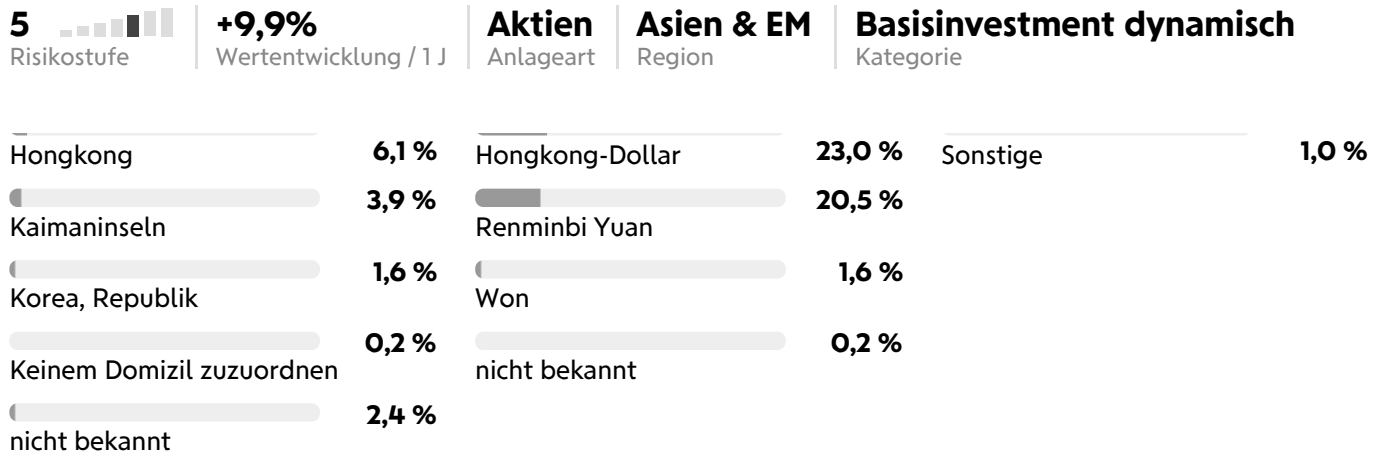 5 +9,9% Aktien Asien & EM Basisinvestment dynamisch
Risikostufe Wertentwicklung / 1 J Anlageart Region Kategorie
Hongkong 6,1 %
3,9 %
Kaimaninseln
1,6 %
Korea, Republik
0,2 %
Keinem Domizil zuzuordnen
2,4 %
nicht bekannt
Hongkong-Dollar 23,0 %
20,5 %
Renminbi Yuan
1,6 %
Won
0,2 %
nicht bekannt
Sonstige 1,0 %